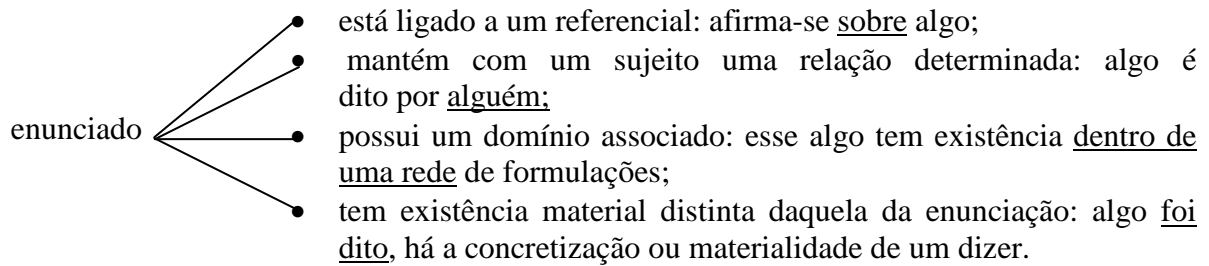 está ligado a um referencial: afirma-se sobre algo;
mantém com um sujeito uma relação determinada: algo é
dito por alguém;
enunciado
possui um domínio associado: esse algo tem existência dentro de
uma rede de formulações;
tem existência material distinta daquela da enunciação: algo foi
dito, há a concretização ou materialidade de um dizer.